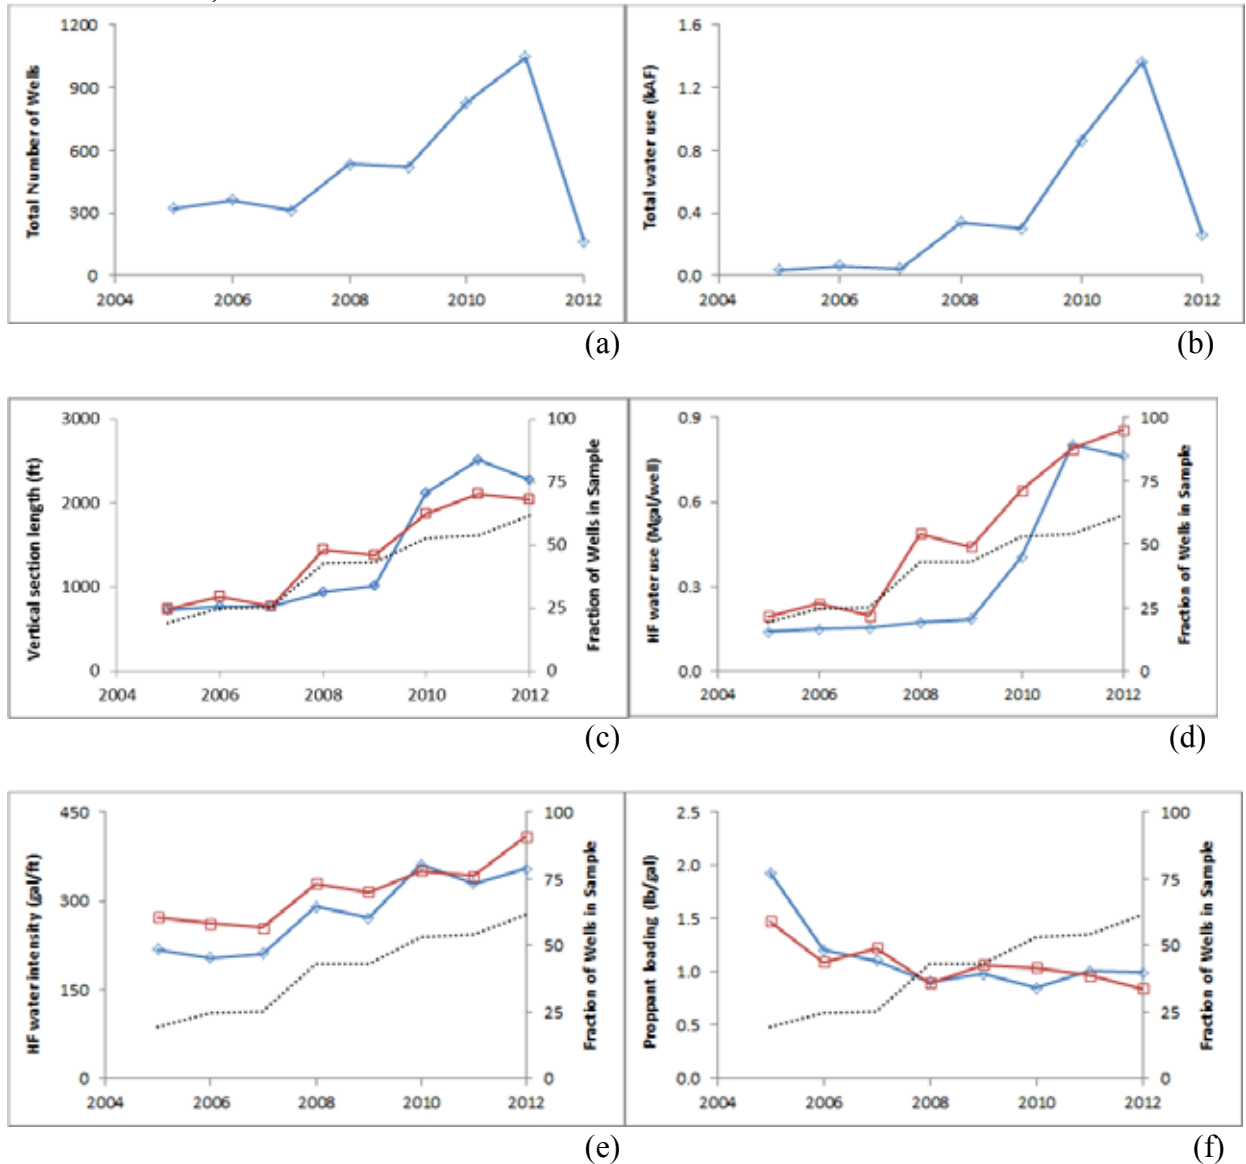 1200
900
600
300
0
Total Number of Wells
2004 2006 2008 2010 2012
1.6
1.2
0.8
0.4
0.0
Total water use (kAF)
2004 2006 2008 2010 2012
(a) (b)
3000
2000
1000
0
Vertical section length (ft)
100
75
50
25
0
Fraction of Wells in Sample
2004 2006 2008 2010 2012
0.9
0.6
0.3
0.0
HF water use (Mgal/well)
100
75
50
25
0
Fraction of Wells in Sample
2004 2006 2008 2010 2012
(c) (d)
450
300
150
0
HF water intensity (gal/ft)
100
75
50
25
0
Fraction of Wells in Sample
2004 2006 2008 2010 2012
2.5
2.0
1.5
1.0
0.5
0.0
Proppant loading (lb/gal)
100
75
50
25
0
Fraction of Wells in Sample
2004 2006 2008 2010 2012
(e) (f)